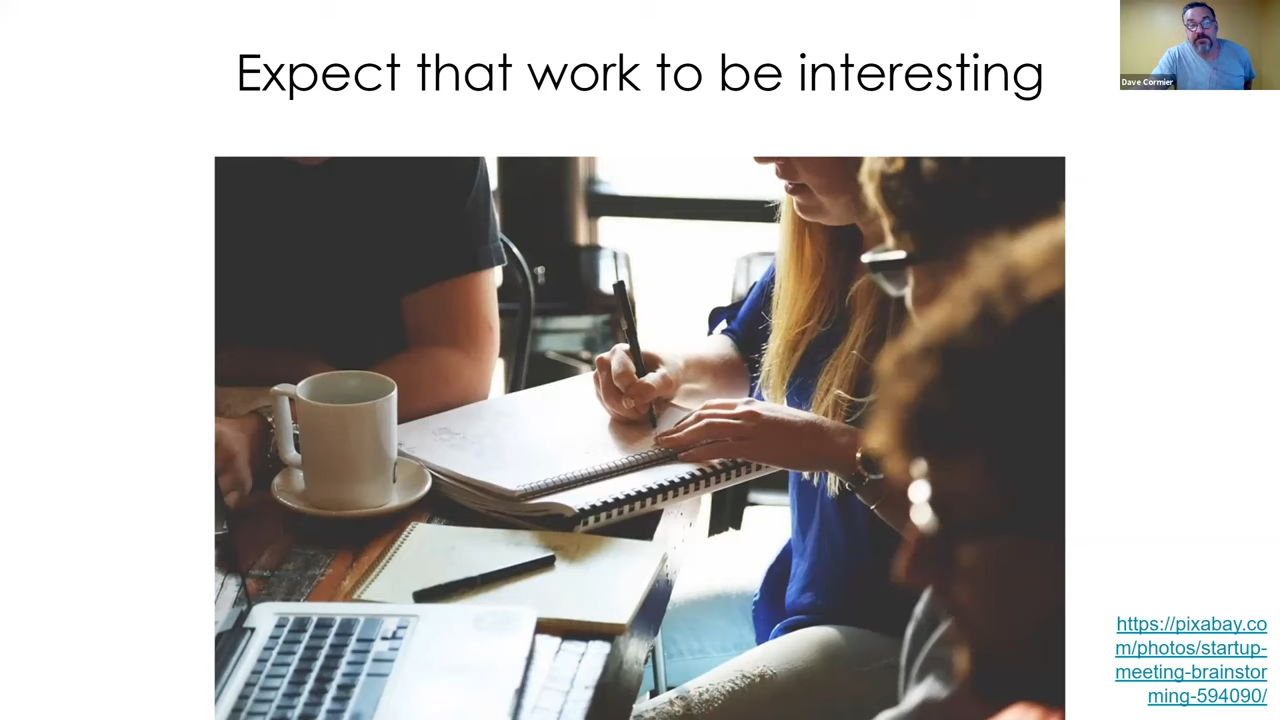 Expect that work to be interesting
Dave Cormier
https://pixabay.co
m/photos/startup-
meeting-brainstor
ming-594090/